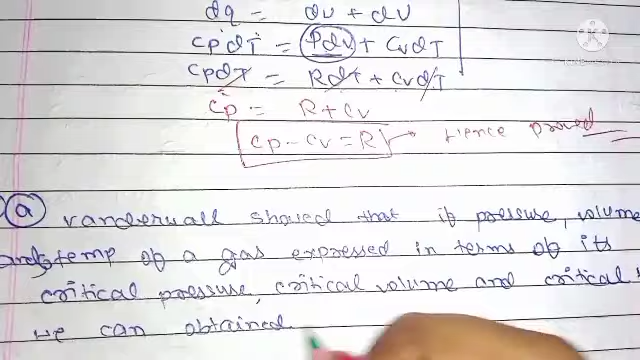 dq = du + dv
CpdT = Pdv + CvdT
CpdT = RdT + CvdT
Cp = R + Cv
Cp - Cv = R → Hence proved
a vanderwall showed that if pressure, volume
and temp of a gas expressed in terms of its
critical pressure, critical volume and critical
we can obtained